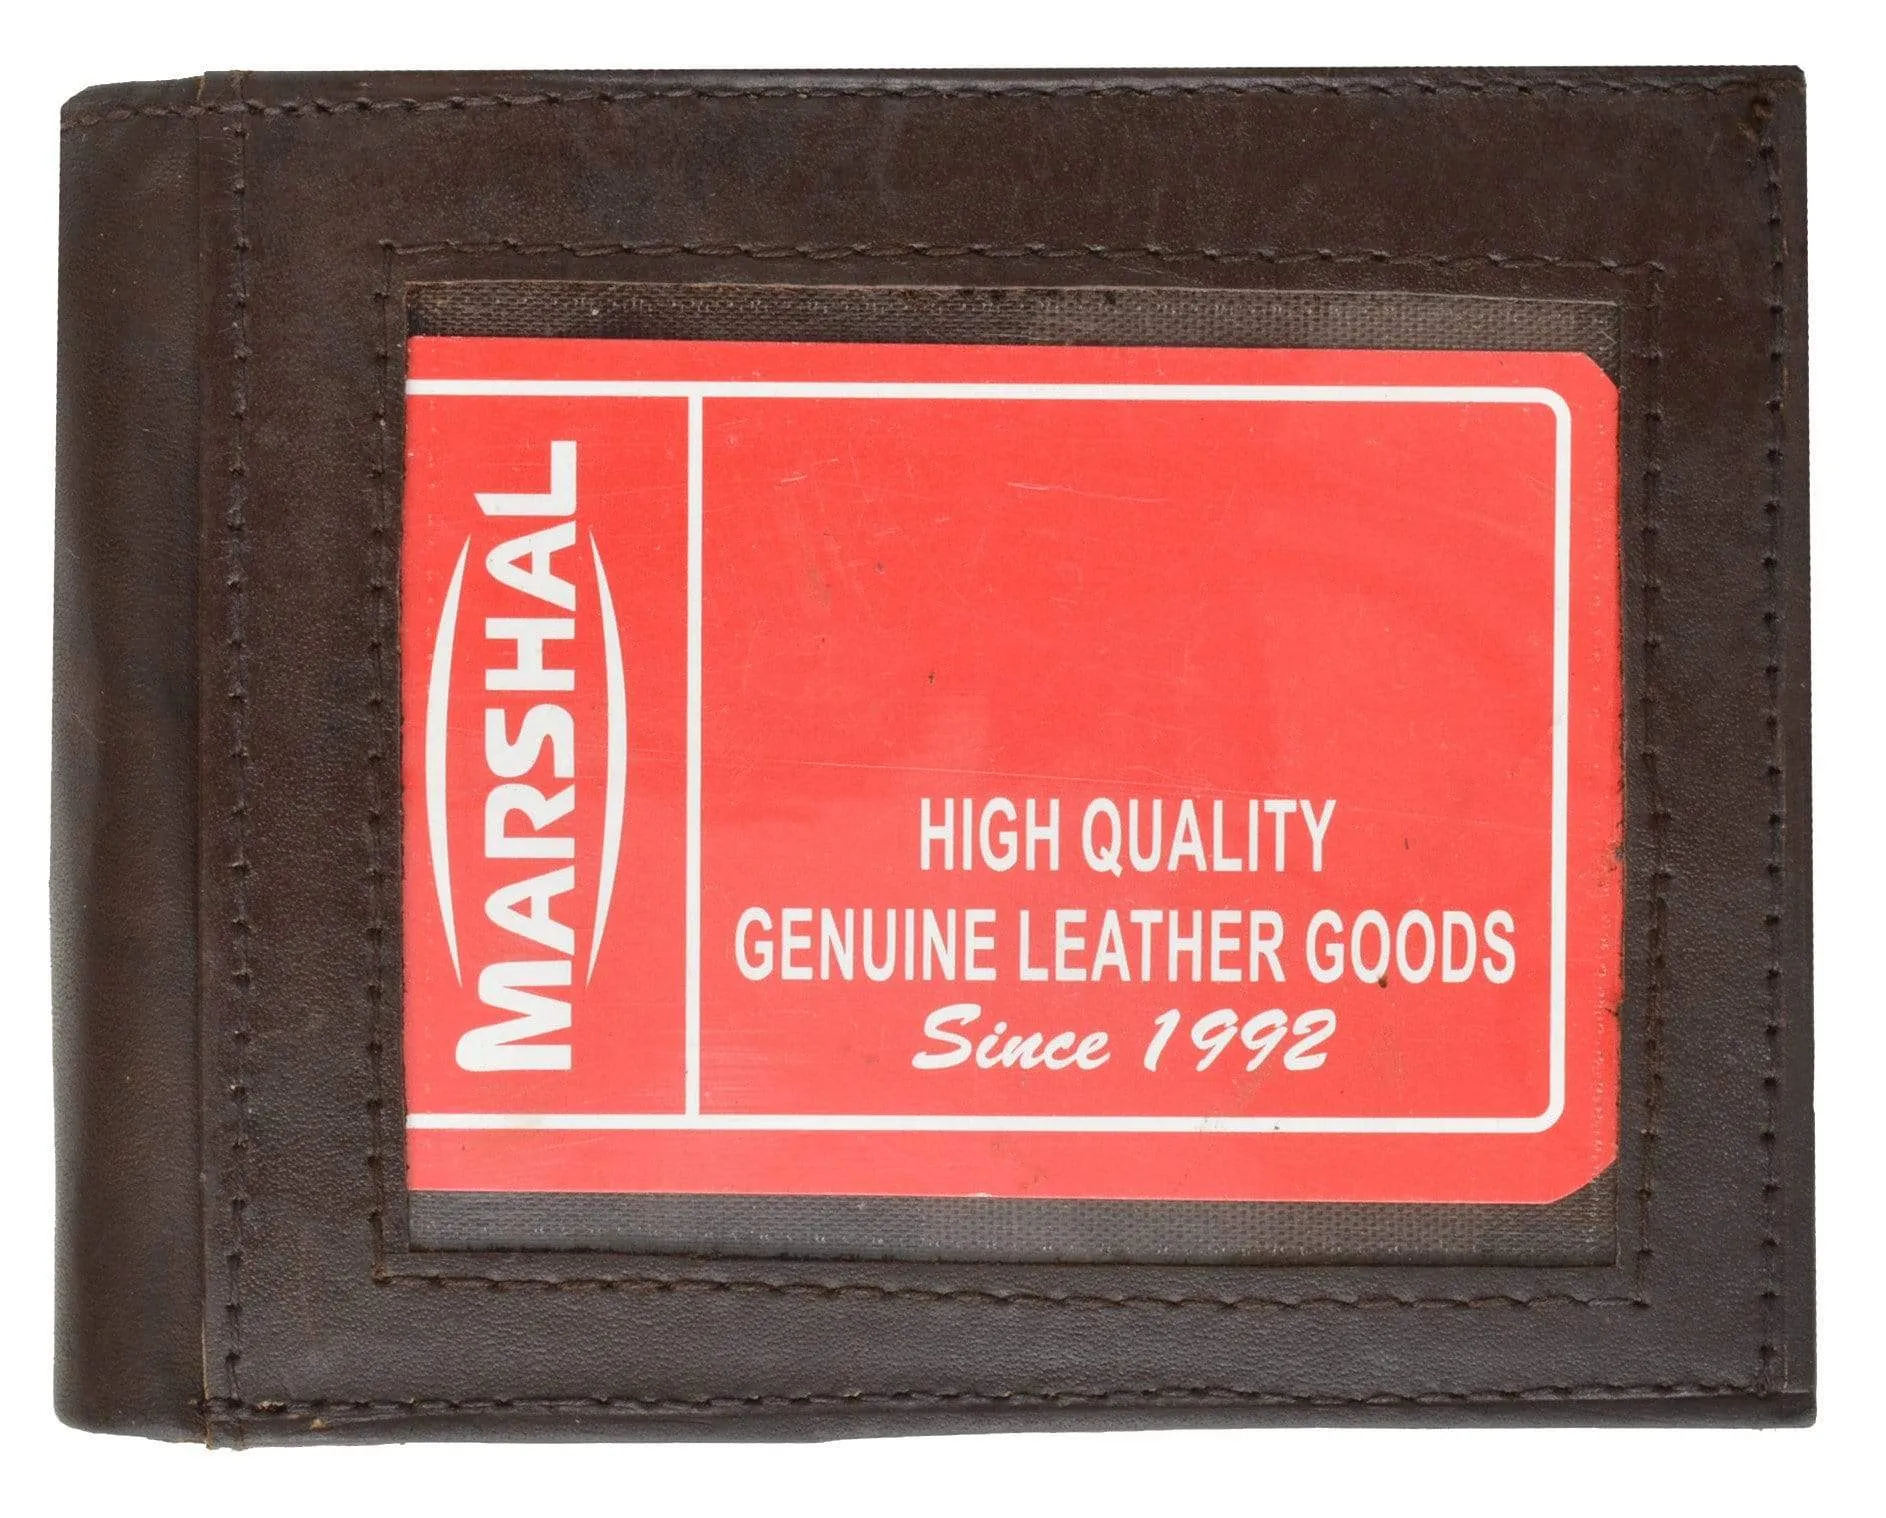 MARSHAL
HIGH QUALITY
GENUINE LEATHER GOODS
Since 1992